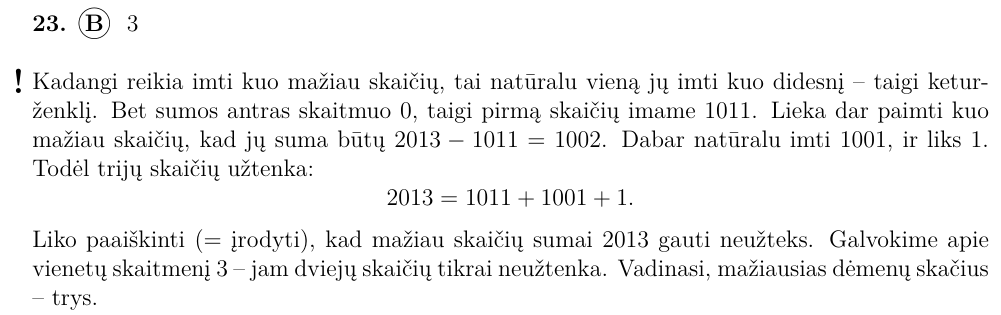 23. B 3
! Kadangi reikia imti kuo mažiau skaičių, tai natūralu vieną jų imti kuo didesnį – taigi ketur-
ženklį. Bet sumos antras skaitmuo 0, taigi pirmą skaičių imame 1011. Lieka dar paimti kuo
mažiau skaičių, kad jų suma būtų 2013 − 1011 = 1002. Dabar natūralu imti 1001, ir liks 1.
Todėl trijų skaičių užtenka:
2013 = 1011 + 1001 + 1.
Liko paaiškinti (= įrodyti), kad mažiau skaičių sumai 2013 gauti neužteks. Galvokime apie
vienetų skaitmenį 3 – jam dviejų skaičių tikrai neužtenka. Vadinasi, mažiausias dėmenų skačius
– trys.